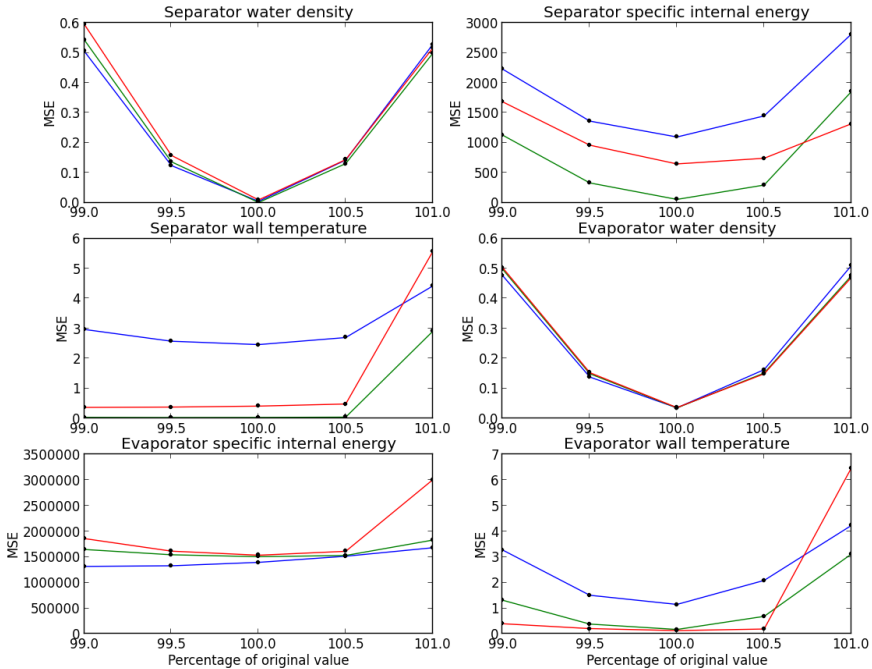 Separator water density
MSE
0.6
0.5
0.4
0.3
0.2
0.1
0.0
99.0 99.5 100.0 100.5 101.0
Separator specific internal energy
MSE
3000
2500
2000
1500
1000
500
0
99.0 99.5 100.0 100.5 101.0
Separator wall temperature
MSE
6
5
4
3
2
1
0
99.0 99.5 100.0 100.5 101.0
Evaporator water density
MSE
0.6
0.5
0.4
0.3
0.2
0.1
0.0
99.0 99.5 100.0 100.5 101.0
Evaporator specific internal energy
MSE
3500000
3000000
2500000
2000000
1500000
1000000
500000
0
99.0 99.5 100.0 100.5 101.0
Percentage of original value
Evaporator wall temperature
MSE
7
6
5
4
3
2
1
0
99.0 99.5 100.0 100.5 101.0
Percentage of original value